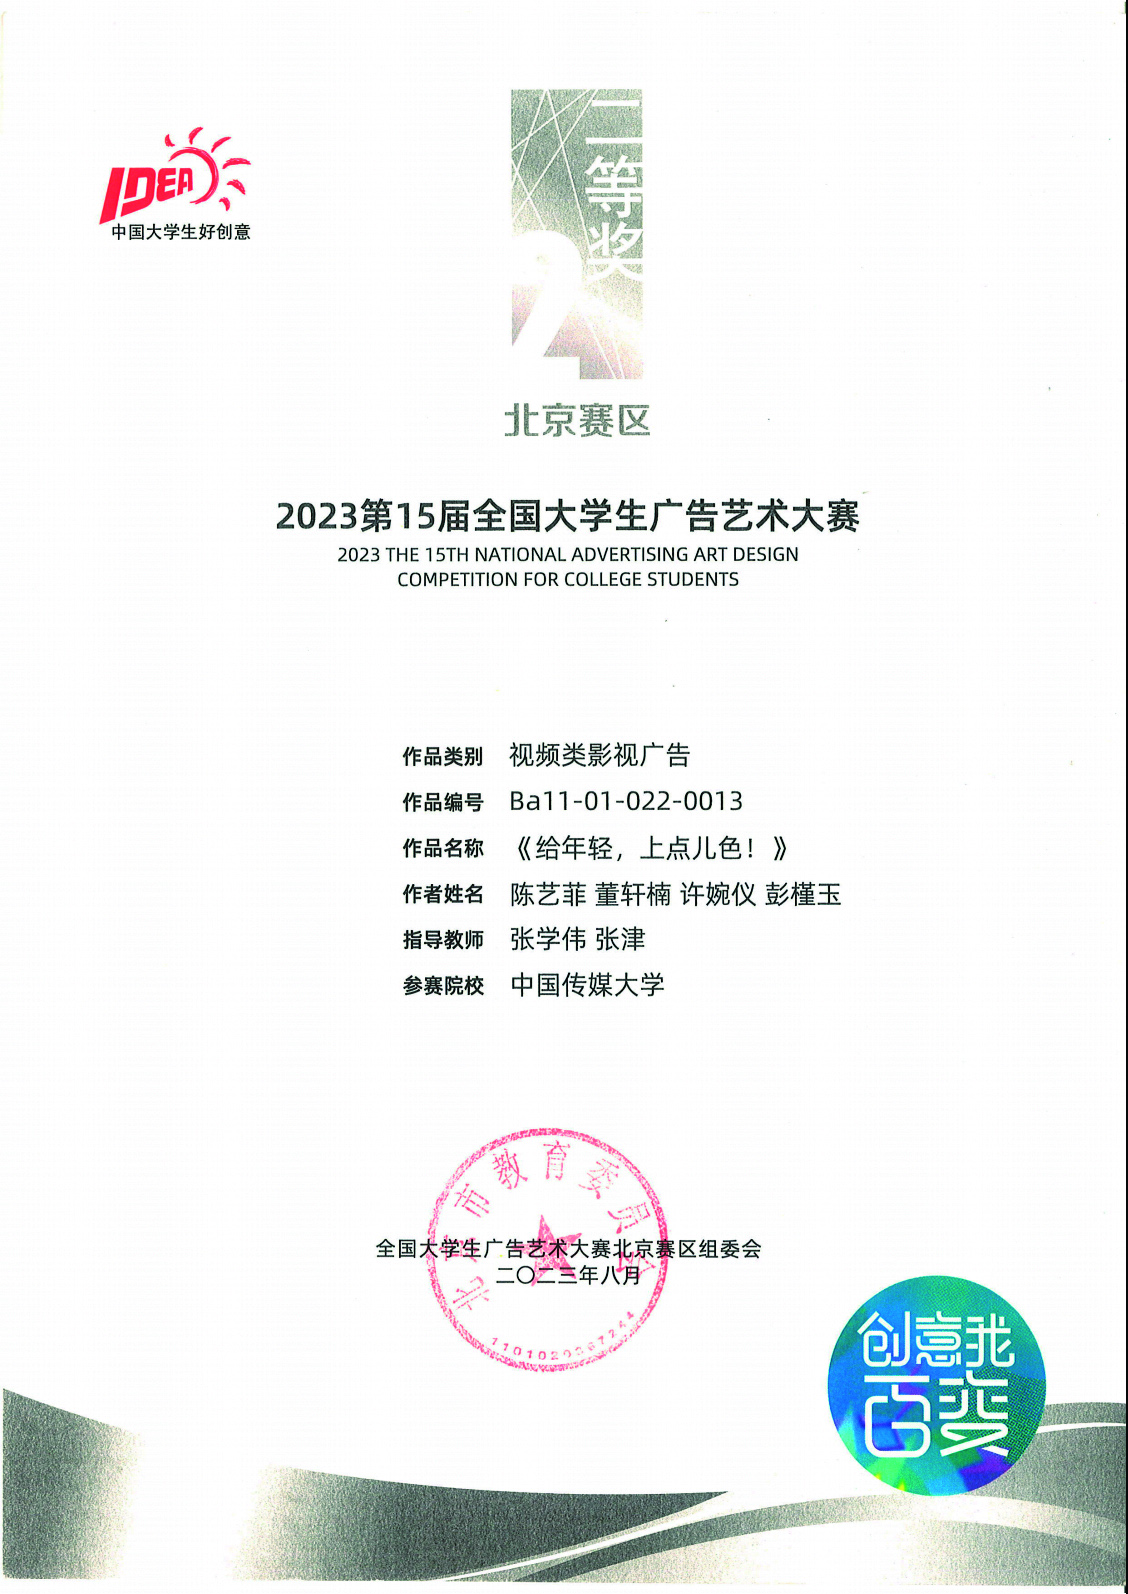 IDEA
中国大学生好创意
二等奖
2
北京赛区
2023第15届全国大学生广告艺术大赛
2023 THE 15TH NATIONAL ADVERTISING ART DESIGN
COMPETITION FOR COLLEGE STUDENTS
作品类别 视频类影视广告
作品编号 Ba11-01-022-0013
作品名称 《给年轻，上点儿色！》
作者姓名 陈艺菲 董轩楠 许婉仪 彭槿玉
指导教师 张学伟 张津
参赛院校 中国传媒大学
北京市教育委员会
全国大学生广告艺术大赛北京赛区组委会
二〇二三年八月
创意我
百变